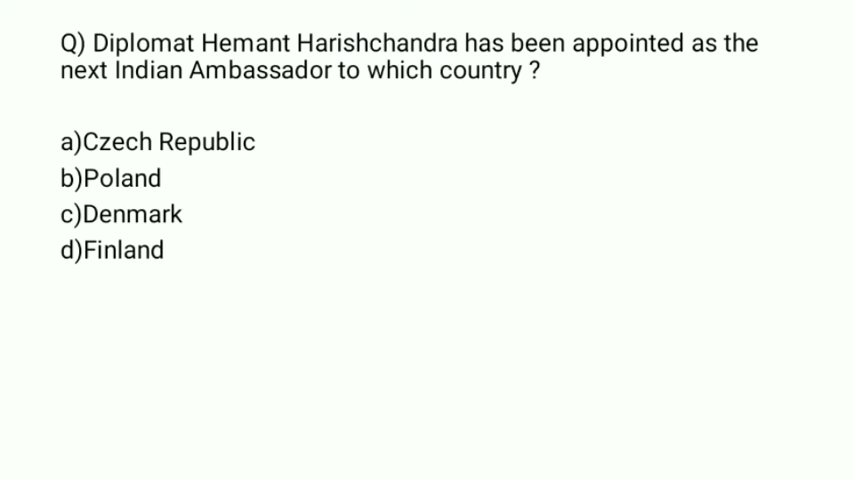 Q) Diplomat Hemant Harishchandra has been appointed as the
next Indian Ambassador to which country ?
a)Czech Republic
b)Poland
c)Denmark
d)Finland